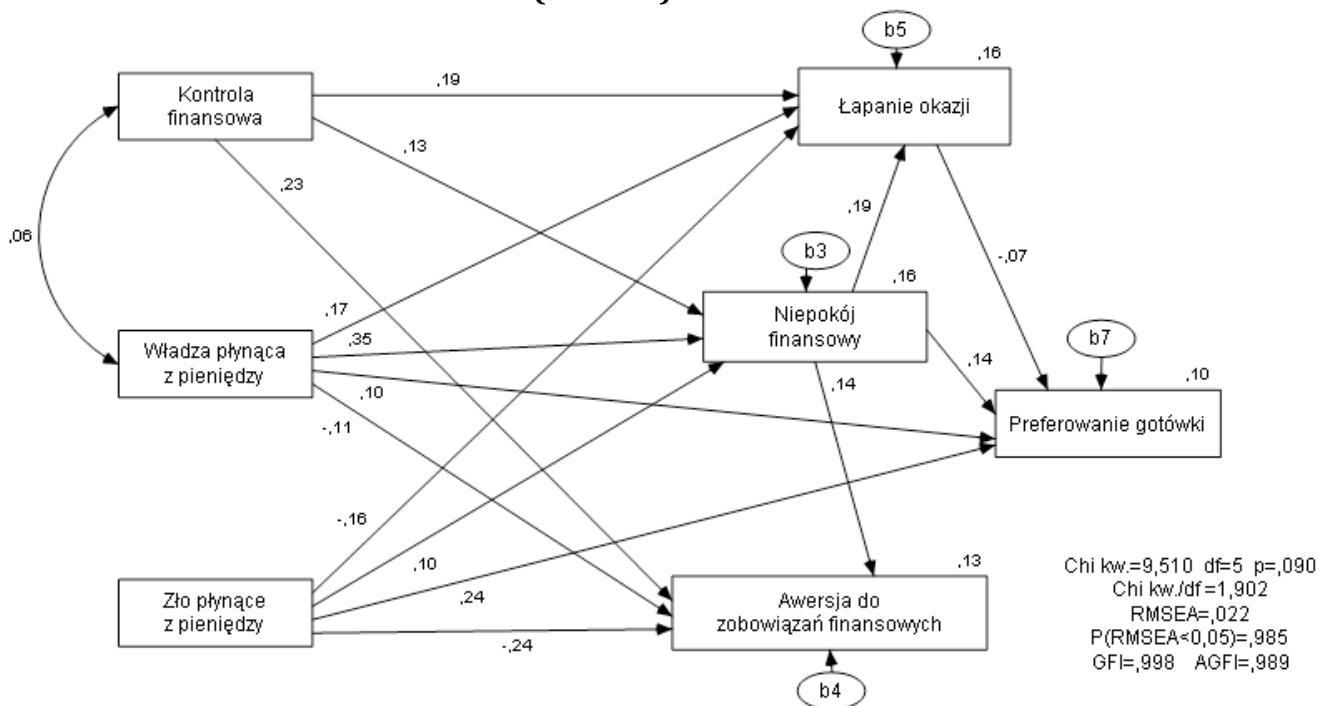 b5
,16
Kontrola
finansowa
,19
Łapanie okazji
,13
,23
,19
,06
b3
-,07
,16
,17
Niepokój
finansowy
Władza płynąca
z pieniędzy
,35
b7
,14
,14
,10
,10
-,11
Preferowanie gotówki
-,16
,10
,13
Zło płynące
z pieniędzy
,24
Awersja do
zobowiązań finansowych
-,24
b4
Chi kw.=9,510 df=5 p=,090
Chi kw./df=1,902
RMSEA=,022
P(RMSEA<0,05)=,985
GFI=,998 AGFI=,989